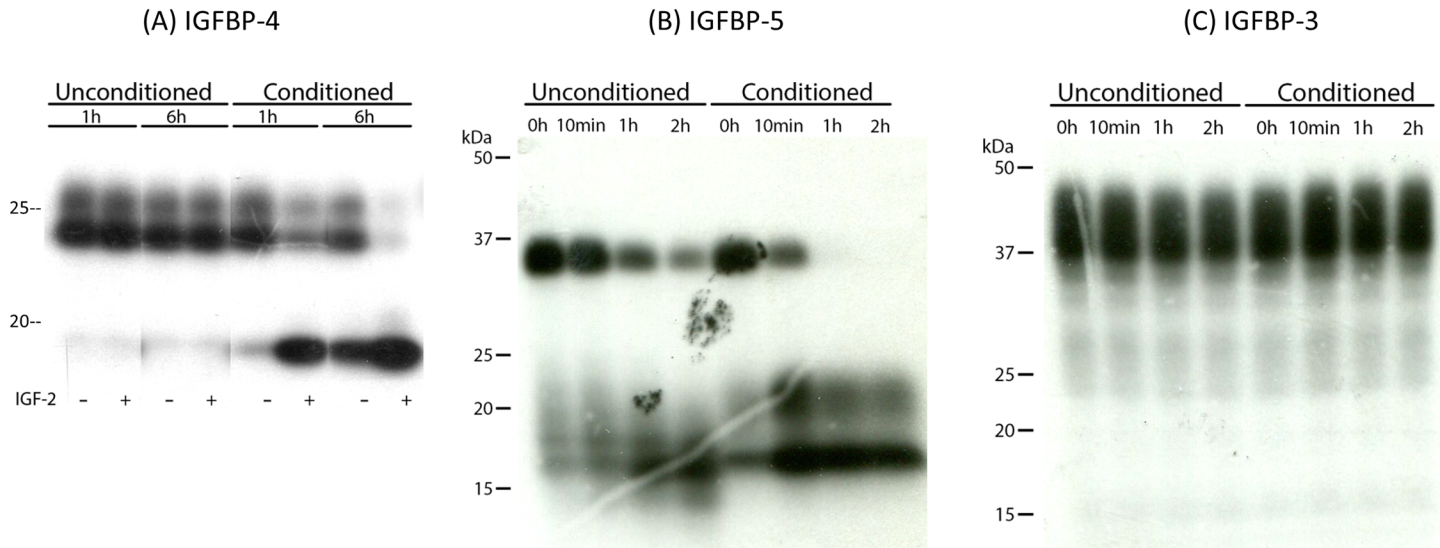 (A) IGFBP-4
Unconditioned Conditioned
1h 6h 1h 6h
25--
20--
IGF-2 – + – + – + – +
(B) IGFBP-5
Unconditioned Conditioned
0h 10min 1h 2h 0h 10min 1h 2h
kDa
50
37
25
20
15
(C) IGFBP-3
Unconditioned Conditioned
0h 10min 1h 2h 0h 10min 1h 2h
kDa
50
37
25
20
15